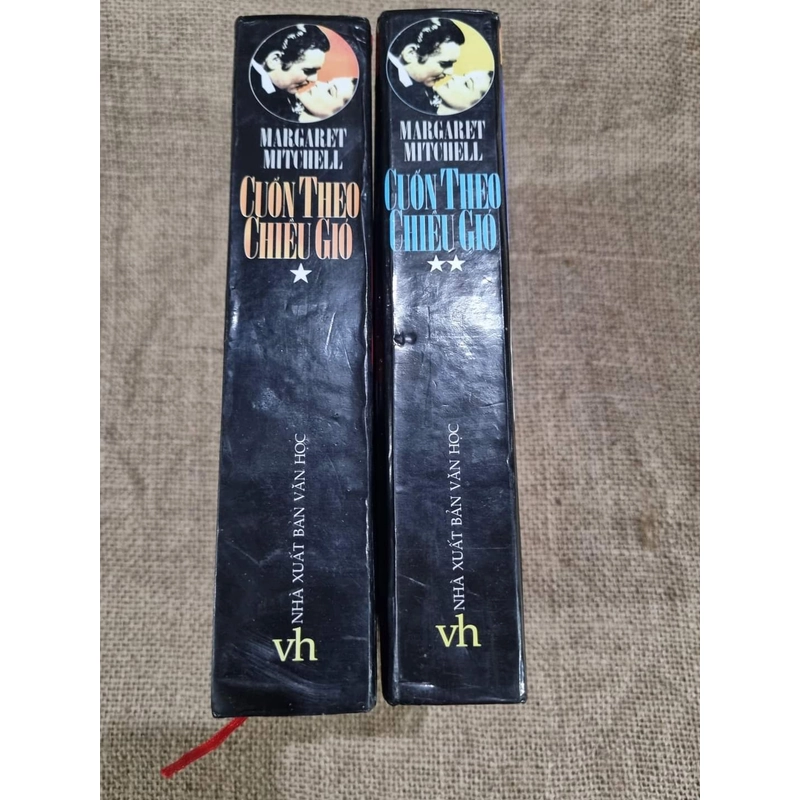 MARGARET
MITCHELL
CUỐN THEO
CHIỀU GIÓ
★
NHÀ XUẤT BẢN VĂN HỌC
vh
MARGARET
MITCHELL
CUỐN THEO
CHIỀU GIÓ
★★
NHÀ XUẤT BẢN VĂN HỌC
vh